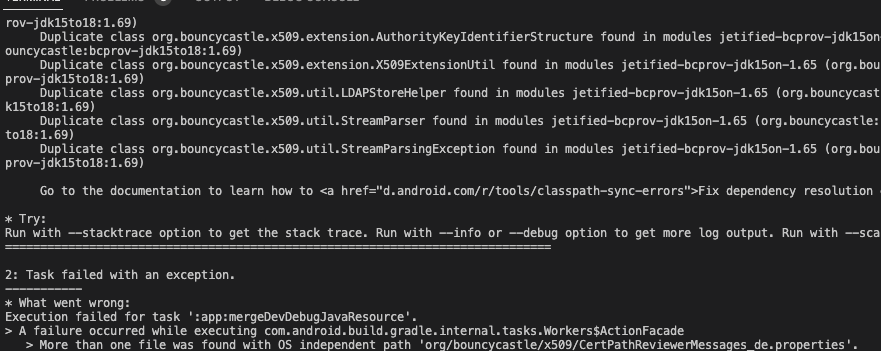 rov-jdk15to18:1.69)
Duplicate class org.bouncycastle.x509.extension.AuthorityKeyIdentifierStructure found in modules jetified-bcprov-jdk15on
ouncycastle:bcprov-jdk15to18:1.69)
Duplicate class org.bouncycastle.x509.extension.X509ExtensionUtil found in modules jetified-bcprov-jdk15on-1.65 (org.bou
prov-jdk15to18:1.69)
Duplicate class org.bouncycastle.x509.util.LDAPStoreHelper found in modules jetified-bcprov-jdk15on-1.65 (org.bouncycast
k15to18:1.69)
Duplicate class org.bouncycastle.x509.util.StreamParser found in modules jetified-bcprov-jdk15on-1.65 (org.bouncycastle:
to18:1.69)
Duplicate class org.bouncycastle.x509.util.StreamParsingException found in modules jetified-bcprov-jdk15on-1.65 (org.bou
prov-jdk15to18:1.69)
Go to the documentation to learn how to <a href="d.android.com/r/tools/classpath-sync-errors">Fix dependency resolution
* Try:
Run with --stacktrace option to get the stack trace. Run with --info or --debug option to get more log output. Run with --sca
==============================================================================
2: Task failed with an exception.
-----------
* What went wrong:
Execution failed for task ':app:mergeDevDebugJavaResource'.
> A failure occurred while executing com.android.build.gradle.internal.tasks.Workers$ActionFacade
> More than one file was found with OS independent path 'org/bouncycastle/x509/CertPathReviewerMessages_de.properties'.